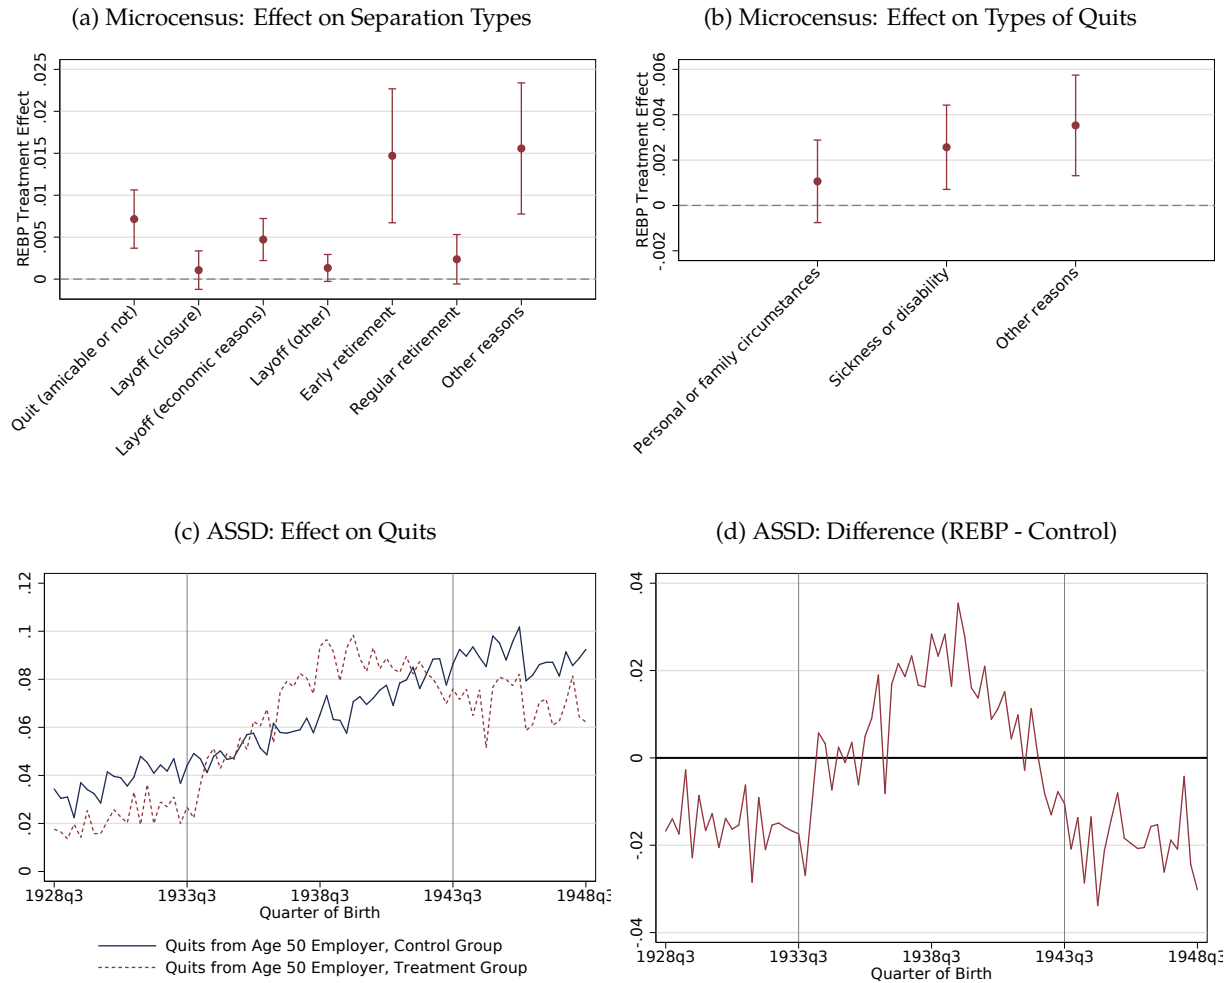 (a) Microcensus: Effect on Separation Types
REBP Treatment Effect
.025
.02
.015
.01
.005
0
Quit (amicable or not)
Layoff (closure)
Layoff (economic reasons)
Layoff (other)
Early retirement
Regular retirement
Other reasons
(b) Microcensus: Effect on Types of Quits
REBP Treatment Effect
.006
.004
.002
0
-.002
Personal or family circumstances
Sickness or disability
Other reasons
(c) ASSD: Effect on Quits
.12
.1
.08
.06
.04
.02
0
1928q3 1933q3 1938q3 1943q3 1948q3
Quarter of Birth
Quits from Age 50 Employer, Control Group
Quits from Age 50 Employer, Treatment Group
(d) ASSD: Difference (REBP - Control)
.04
.02
0
-.02
-.04
1928q3 1933q3 1938q3 1943q3 1948q3
Quarter of Birth